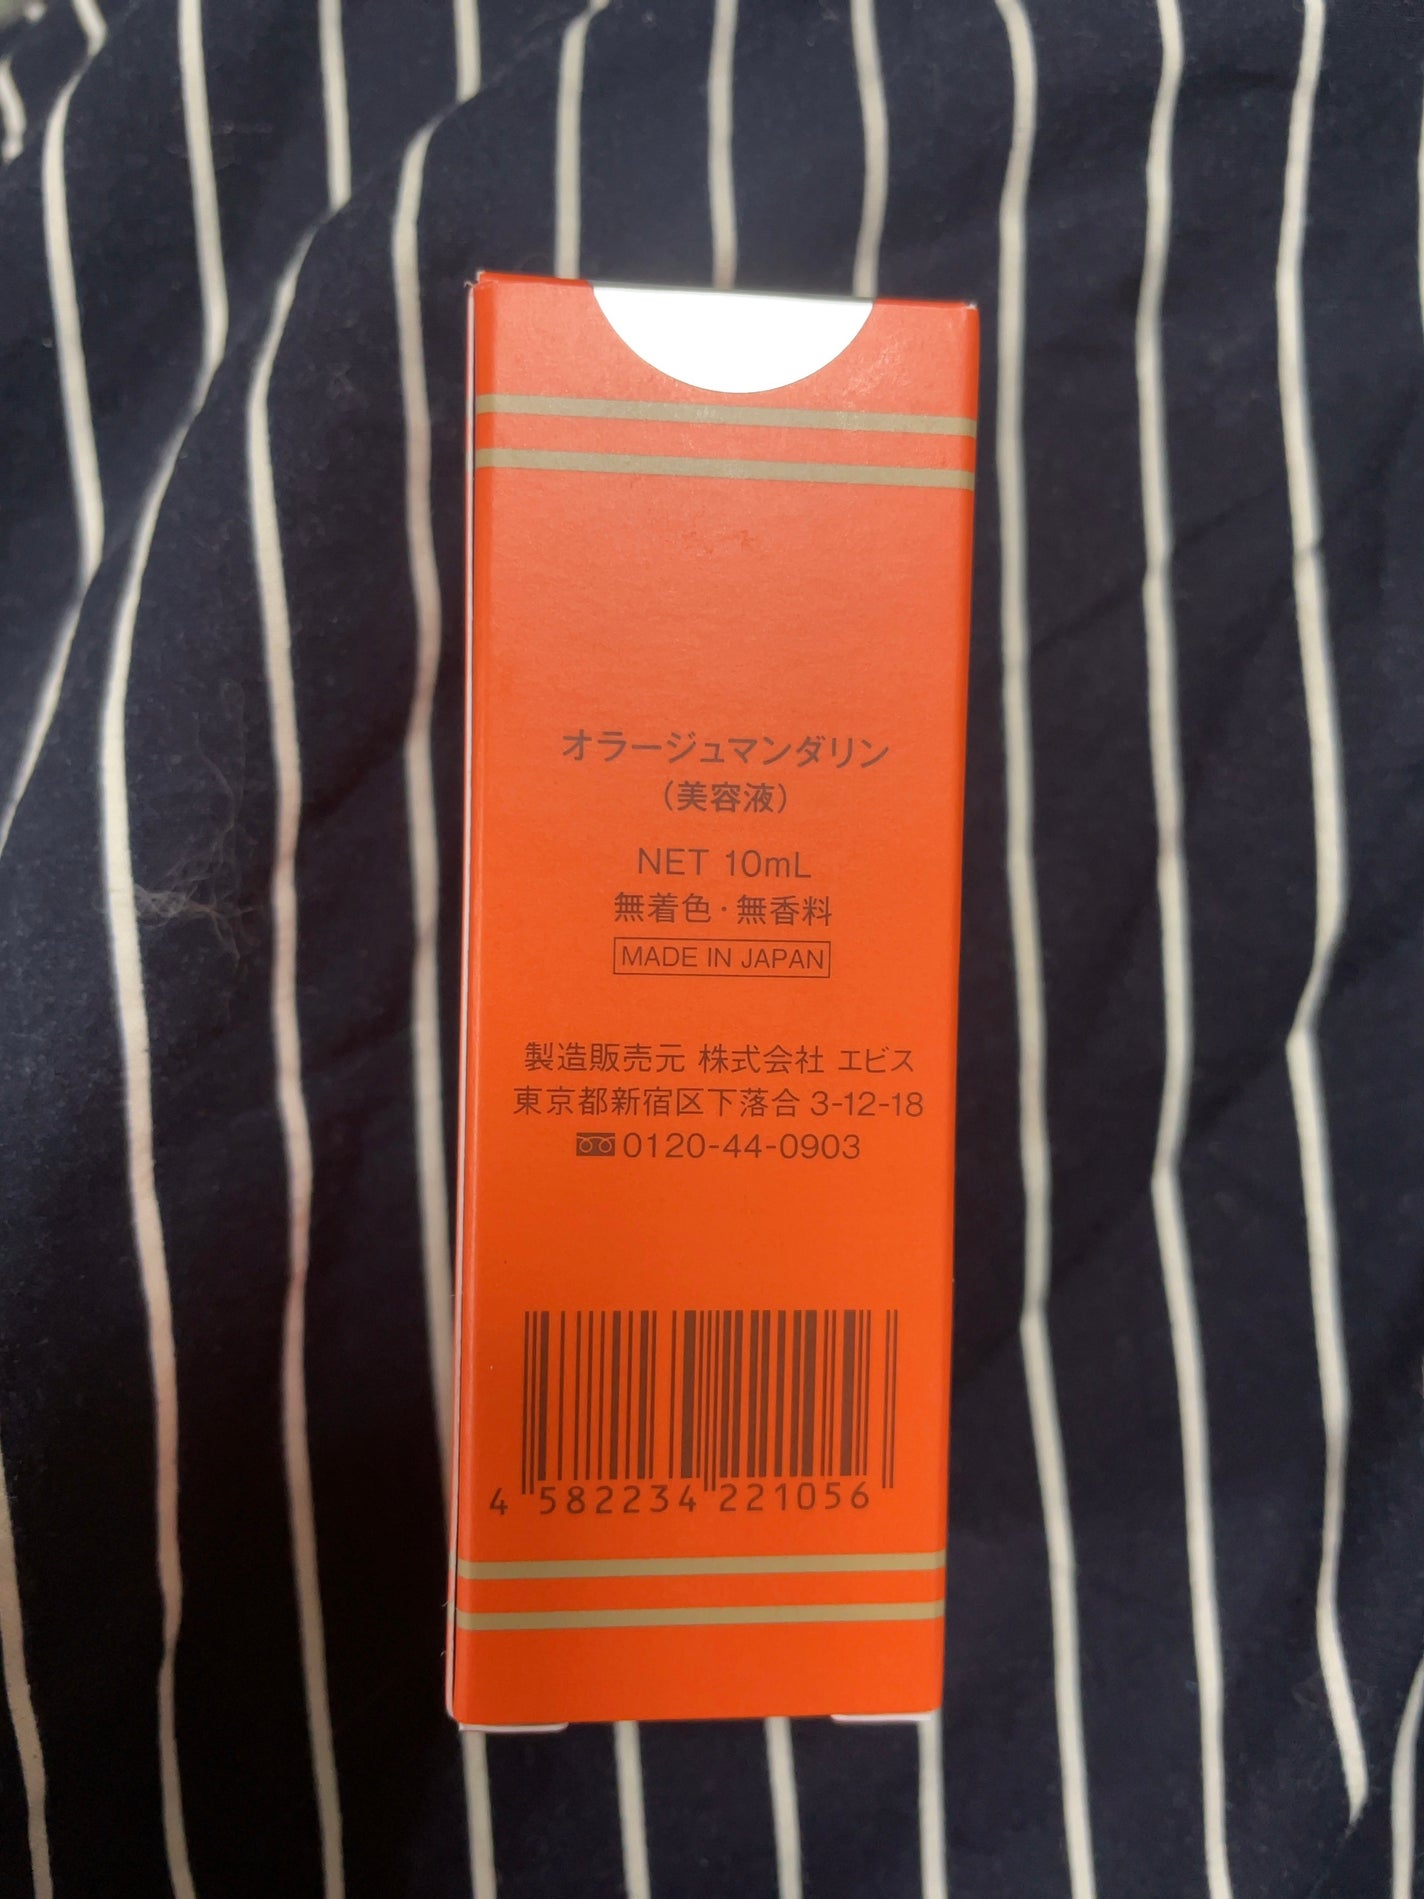 オラージュマンダリン
（美容液）
NET 10mL
無着色・無香料
MADE IN JAPAN
製造販売元 株式会社 エビス
東京都新宿区下落合 3-12-18
0120-44-0903
4 582234 221056